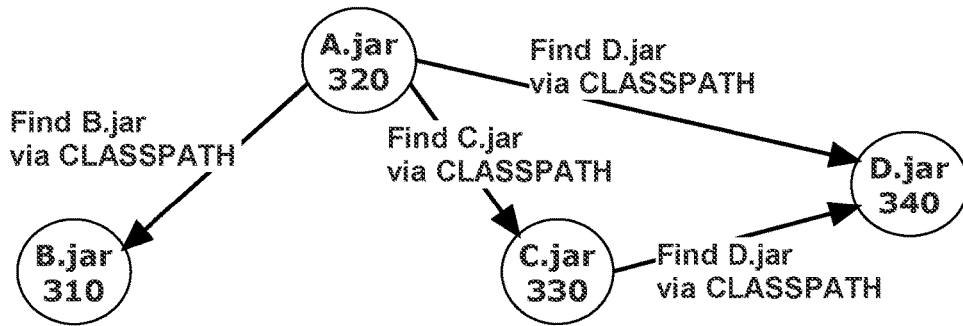 A.jar
320
Find D.jar
via CLASSPATH
Find B.jar
via CLASSPATH
Find C.jar
via CLASSPATH
D.jar
340
B.jar
310
C.jar
330
Find D.jar
via CLASSPATH